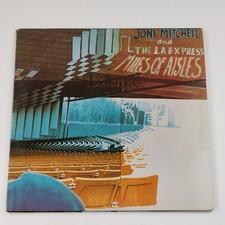 JONI MITCHELL
and
THE L.A. EXPRESS
MILES OF AISLES